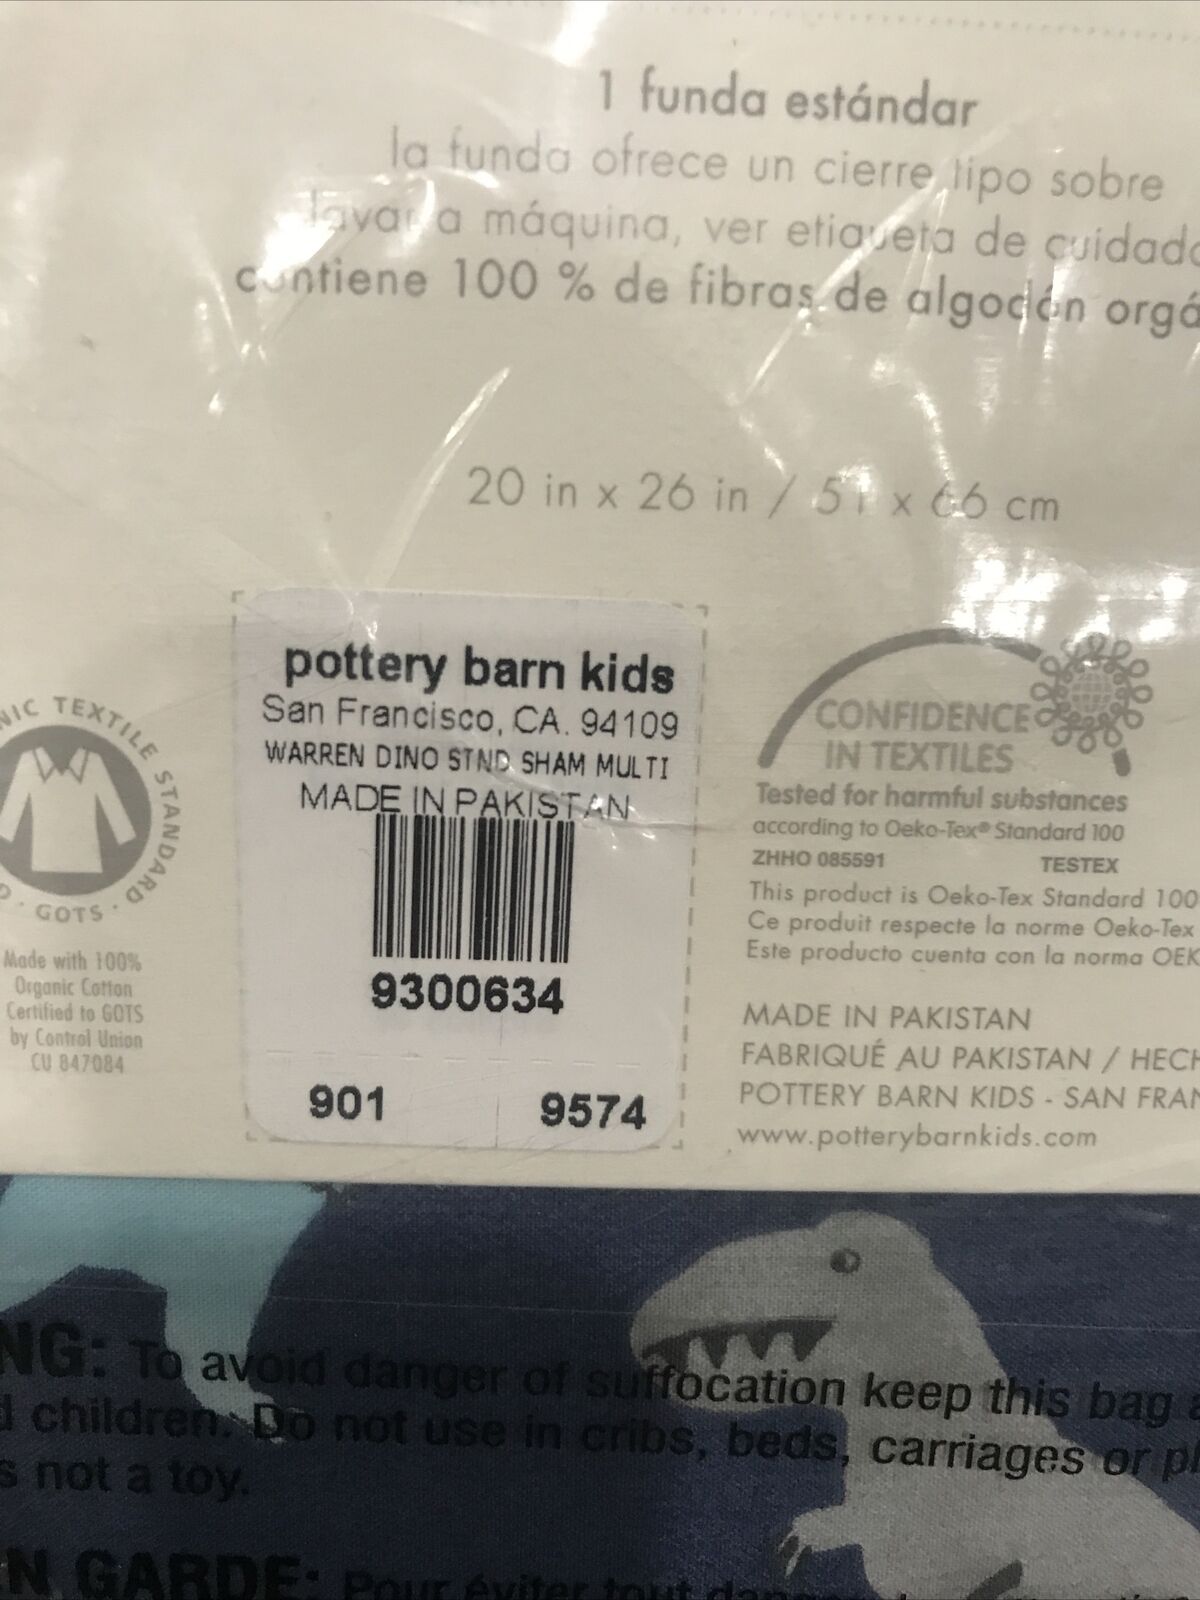 1 funda estándar
la funda ofrece un cierre tipo sobre
lavar a máquina, ver etiqueta de cuidado
contiene 100 % de fibras de algodón orgá
20 in x 26 in / 51 x 66 cm
pottery barn kids
San Francisco, CA. 94109
WARREN DINO STND SHAM MULTI
MADE IN PAKISTAN
9300634
901 9574
NIC TEXTILE STANDARD · GOTS ·
Made with 100%
Organic Cotton
Certified to GOTS
by Control Union
CU 847084
CONFIDENCE
IN TEXTILES
Tested for harmful substances
according to Oeko-Tex® Standard 100
ZHHO 085591 TESTEX
This product is Oeko-Tex Standard 100
Ce produit respecte la norme Oeko-Tex
Este producto cuenta con la norma OEK
MADE IN PAKISTAN
FABRIQUÉ AU PAKISTAN / HECH
POTTERY BARN KIDS - SAN FRAN
www.potterybarnkids.com
NG: To avoid danger of suffocation keep this bag a
d children. Do not use in cribs, beds, carriages or pl
s not a toy.
EN GARDE: Pour éviter tout danger